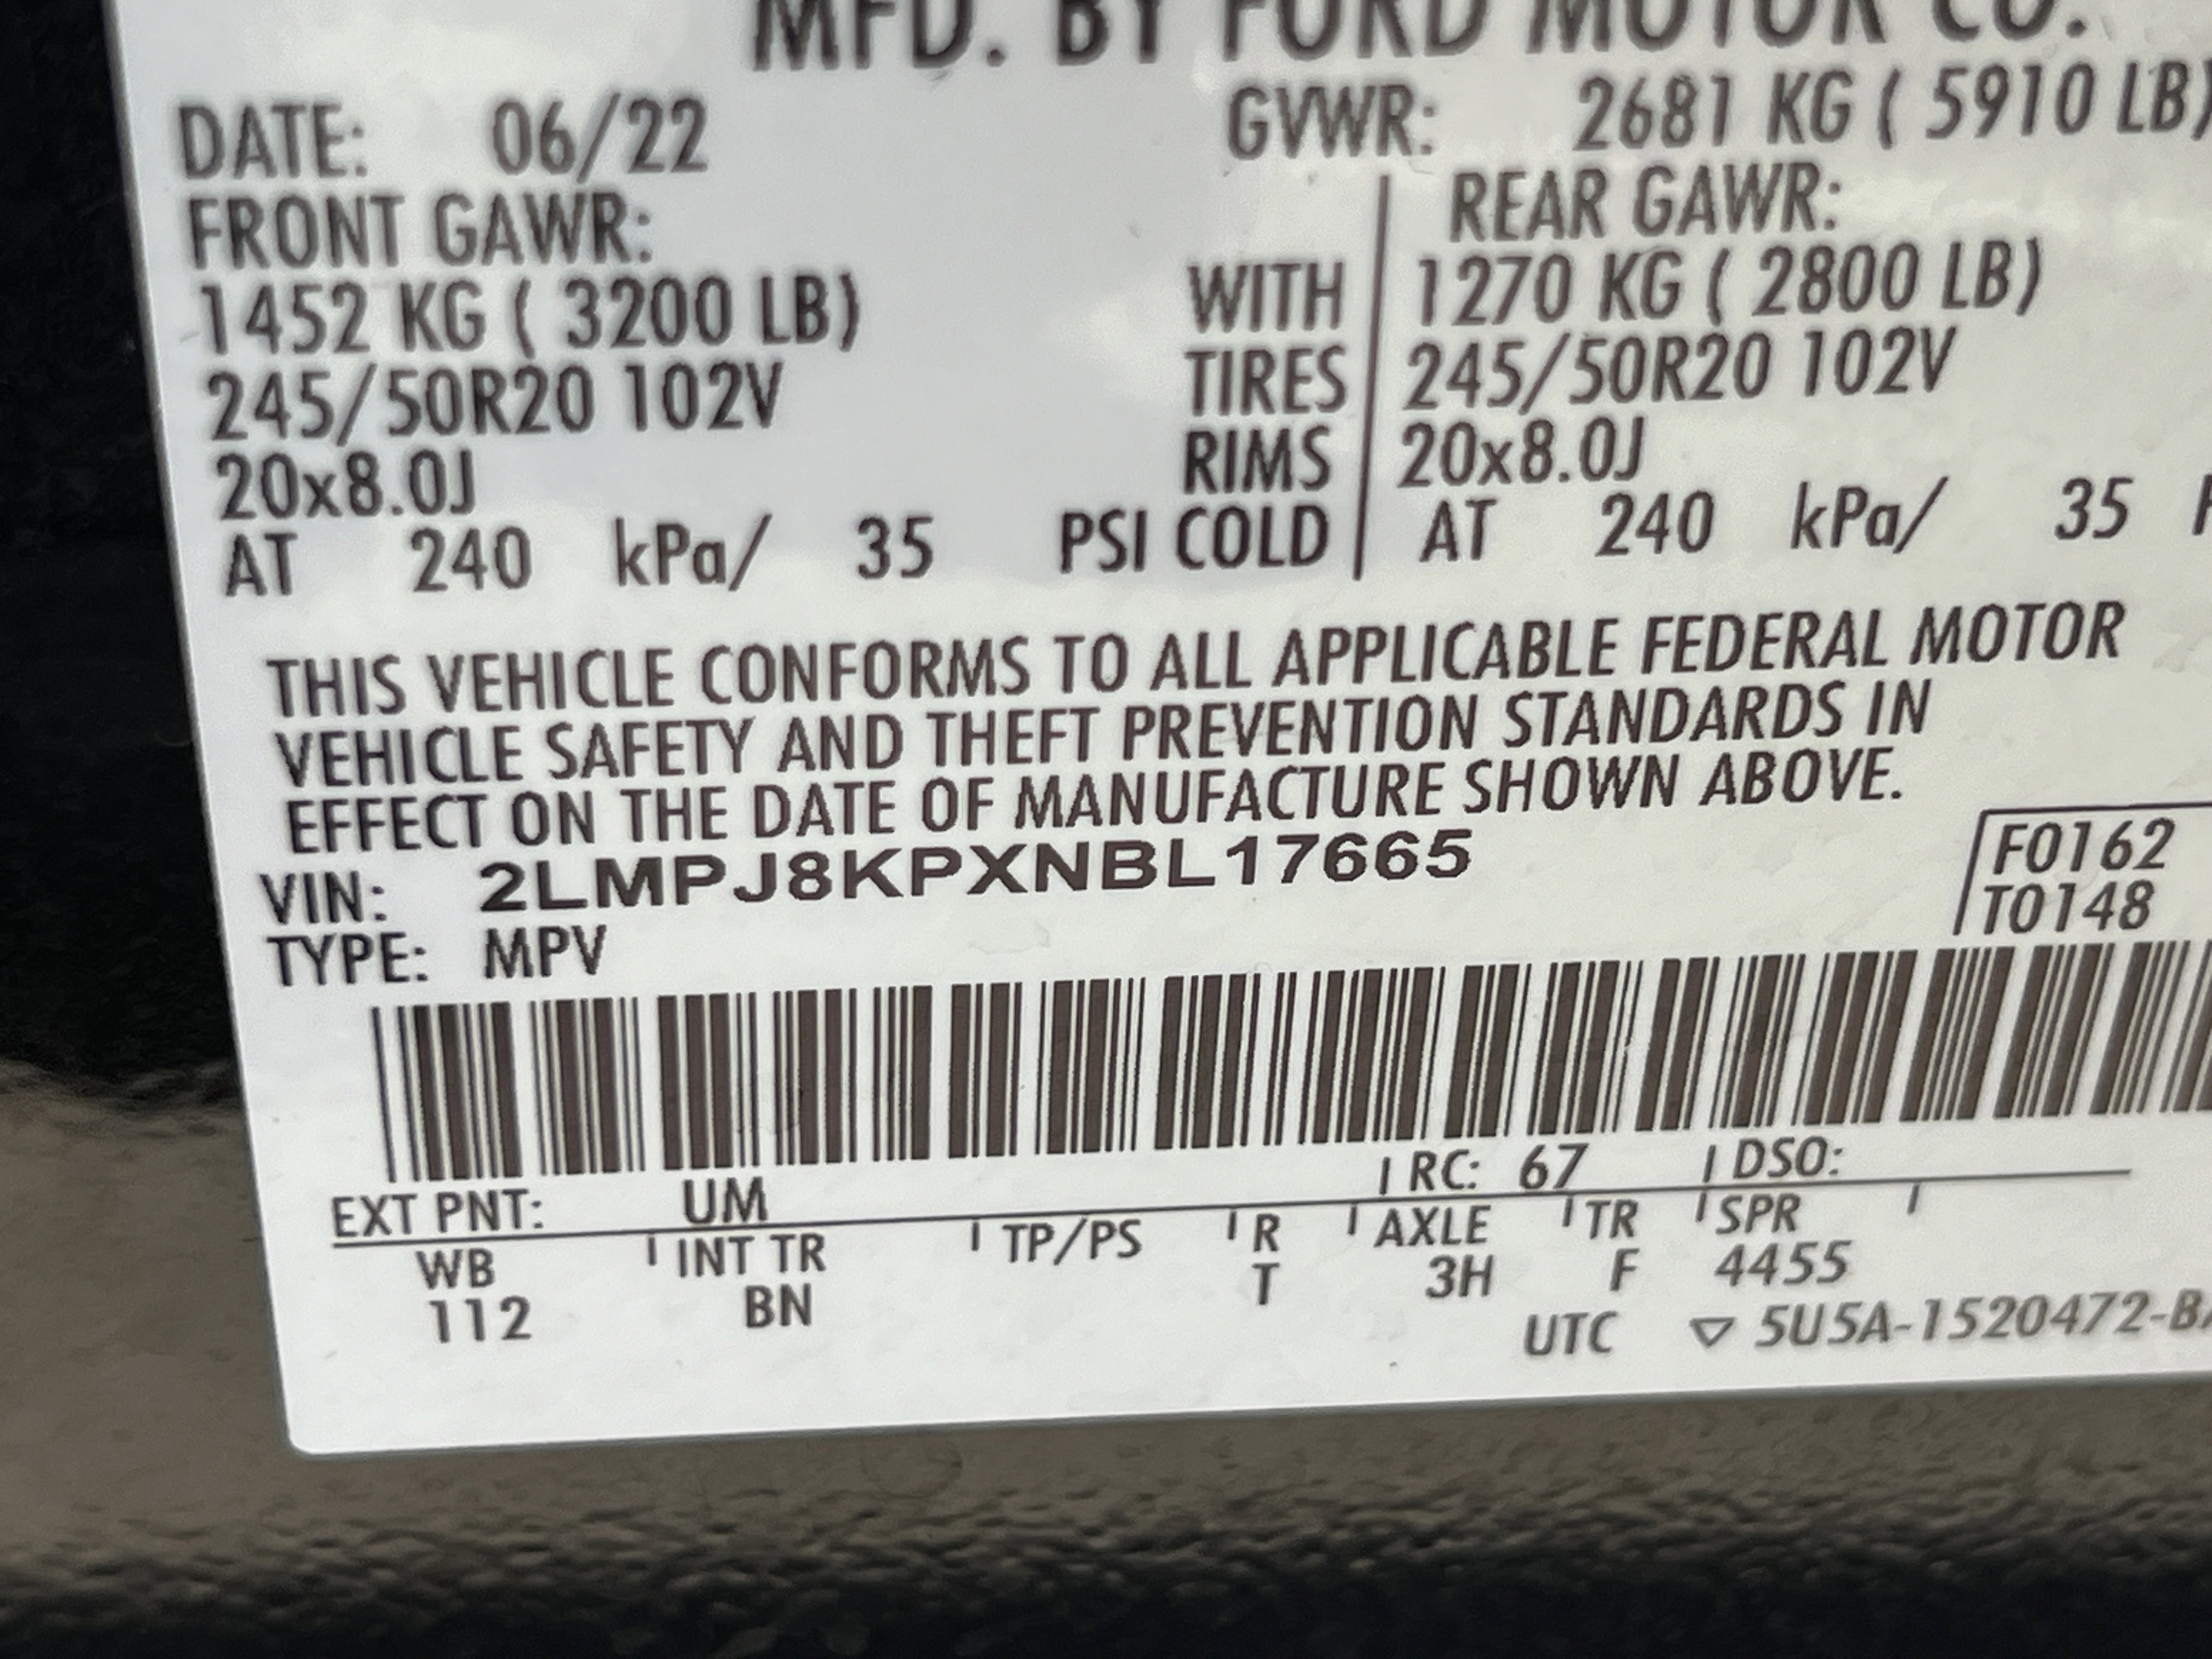 MFD. BY FORD MOTOR CO.
DATE: 06/22 GVWR: 2681 KG ( 5910 LB)
FRONT GAWR: REAR GAWR:
1452 KG ( 3200 LB) WITH 1270 KG ( 2800 LB)
245/50R20 102V TIRES 245/50R20 102V
20x8.0J RIMS 20x8.0J
AT 240 kPa/ 35 PSI COLD AT 240 kPa/ 35
THIS VEHICLE CONFORMS TO ALL APPLICABLE FEDERAL MOTOR
VEHICLE SAFETY AND THEFT PREVENTION STANDARDS IN
EFFECT ON THE DATE OF MANUFACTURE SHOWN ABOVE.
VIN: 2LMPJ8KPXNBL17665 F0162
TYPE: MPV T0148
EXT PNT: UM RC: 67 DSO:
WB INT TR TP/PS R AXLE TR SPR
112 BN T 3H F 4455
UTC ▽ 5U5A-1520472-B